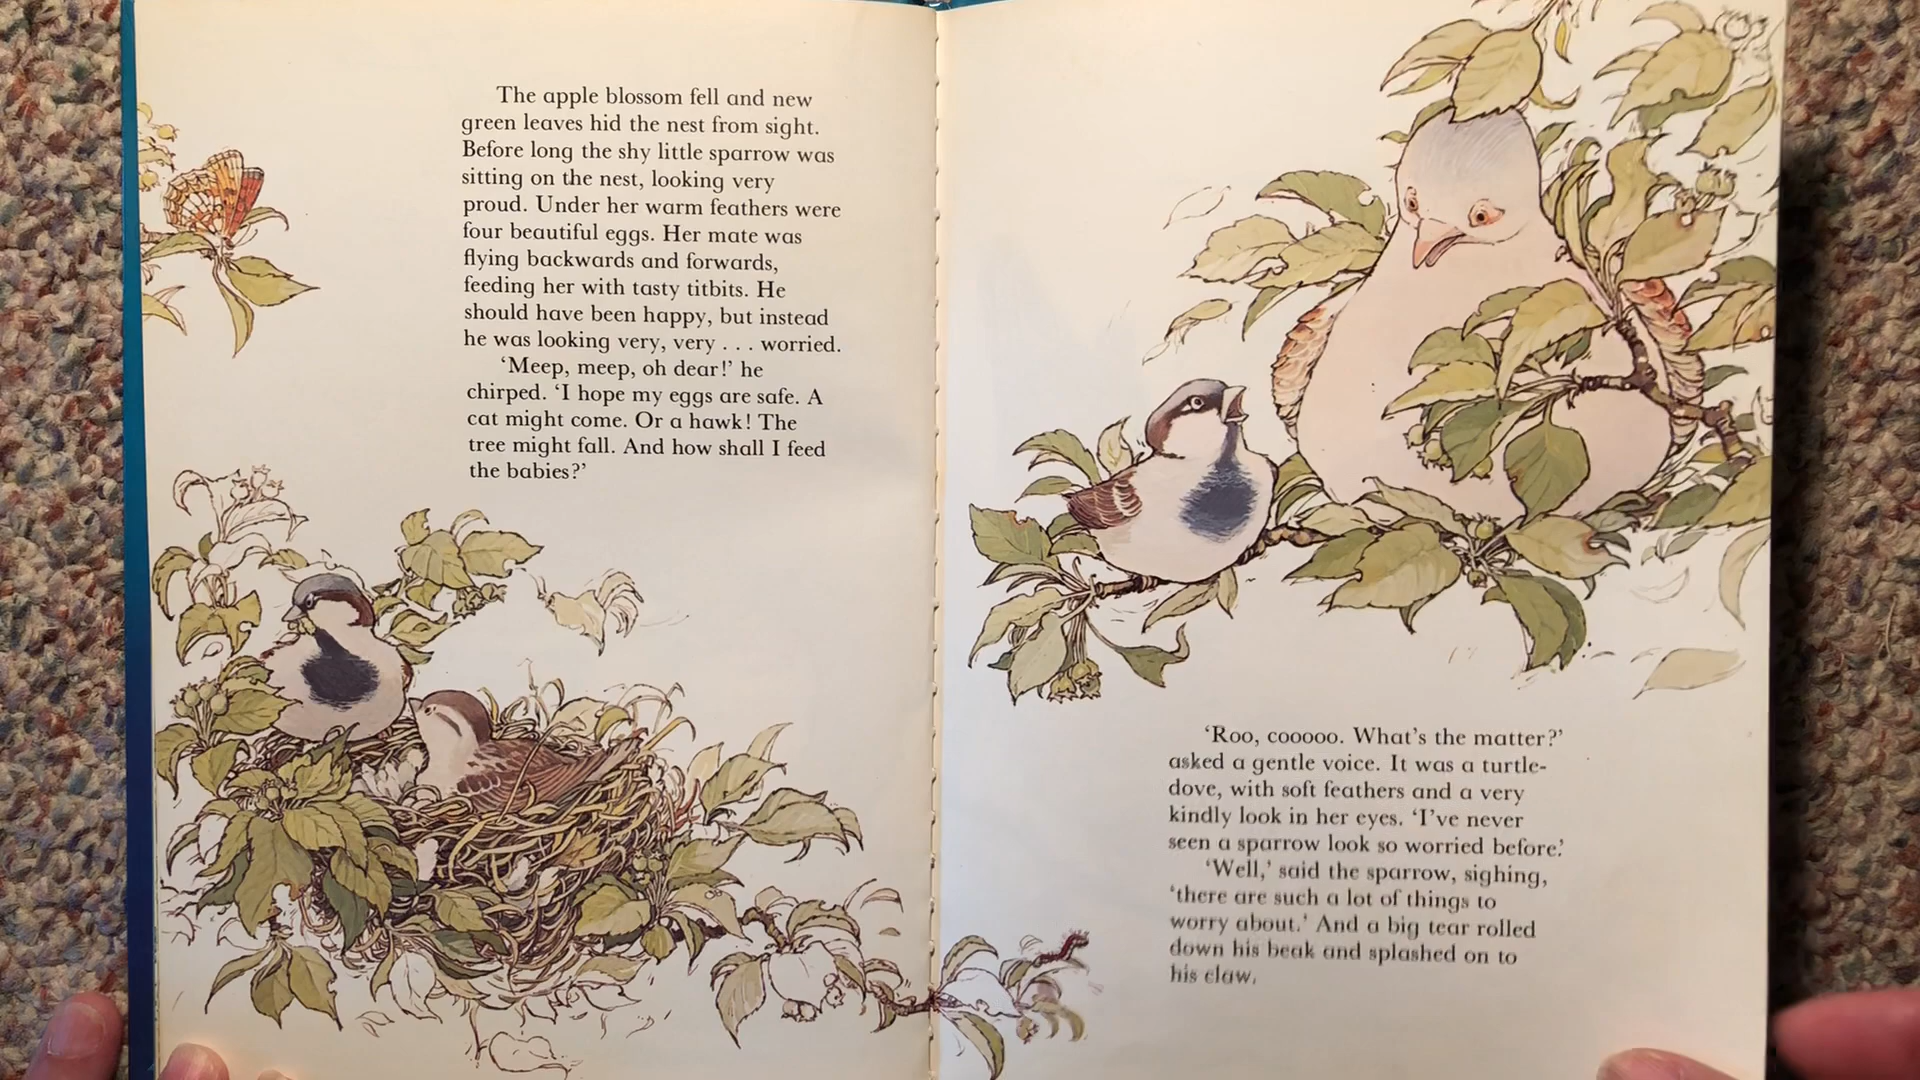 The apple blossom fell and new
green leaves hid the nest from sight.
Before long the shy little sparrow was
sitting on the nest, looking very
proud. Under her warm feathers were
four beautiful eggs. Her mate was
flying backwards and forwards,
feeding her with tasty titbits. He
should have been happy, but instead
he was looking very, very . . . worried.
‘Meep, meep, oh dear!’ he
chirped. ‘I hope my eggs are safe. A
cat might come. Or a hawk! The
tree might fall. And how shall I feed
the babies?’
‘Roo, cooooo. What’s the matter?’
asked a gentle voice. It was a turtle-
dove, with soft feathers and a very
kindly look in her eyes. ‘I’ve never
seen a sparrow look so worried before.’
‘Well,’ said the sparrow, sighing,
‘there are such a lot of things to
worry about.’ And a big tear rolled
down his beak and splashed on to
his claw.